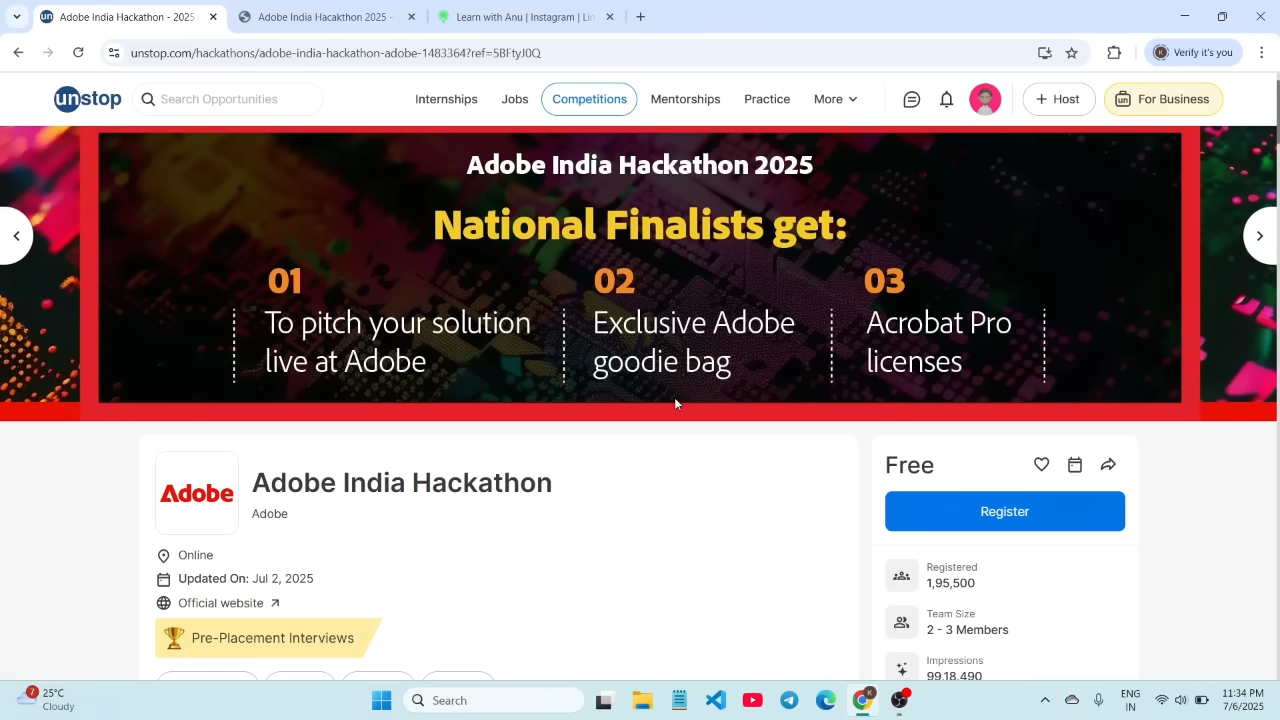 un Adobe India Hackathon - 2025
Adobe India Hacakthon 2025 -
Learn with Anu | Instagram | Lin
unstop.com/hackathons/adobe-india-hackathon-adobe-1483364?ref=5BFtyJ0Q
K Verify it's you
unstop
Search Opportunities
Internships
Jobs
Competitions
Mentorships
Practice
More
+ Host
un For Business
Adobe India Hackathon 2025
National Finalists get:
01
To pitch your solution
live at Adobe
02
Exclusive Adobe
goodie bag
03
Acrobat Pro
licenses
Adobe
Adobe India Hackathon
Adobe
Online
Updated On: Jul 2, 2025
Official website
Pre-Placement Interviews
Free
Register
Registered
1,95,500
Team Size
2 - 3 Members
Impressions
99,18,490
7
25°C
Cloudy
Search
K
ENG
IN
11:34 PM
7/6/2025